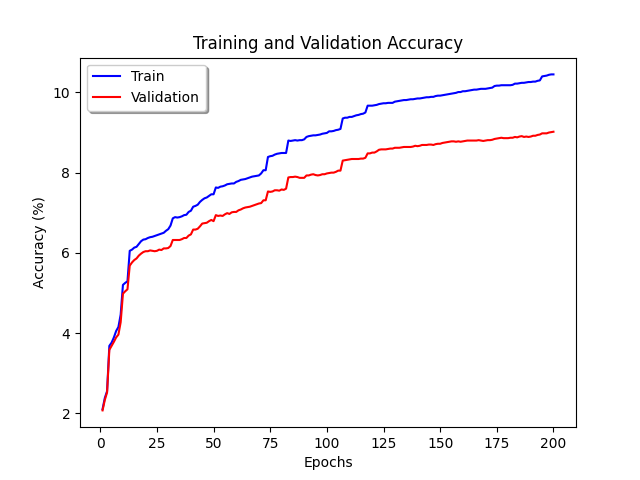 Training and Validation Accuracy
Train
Validation
Accuracy (%)
10
8
6
4
2
0 25 50 75 100 125 150 175 200
Epochs